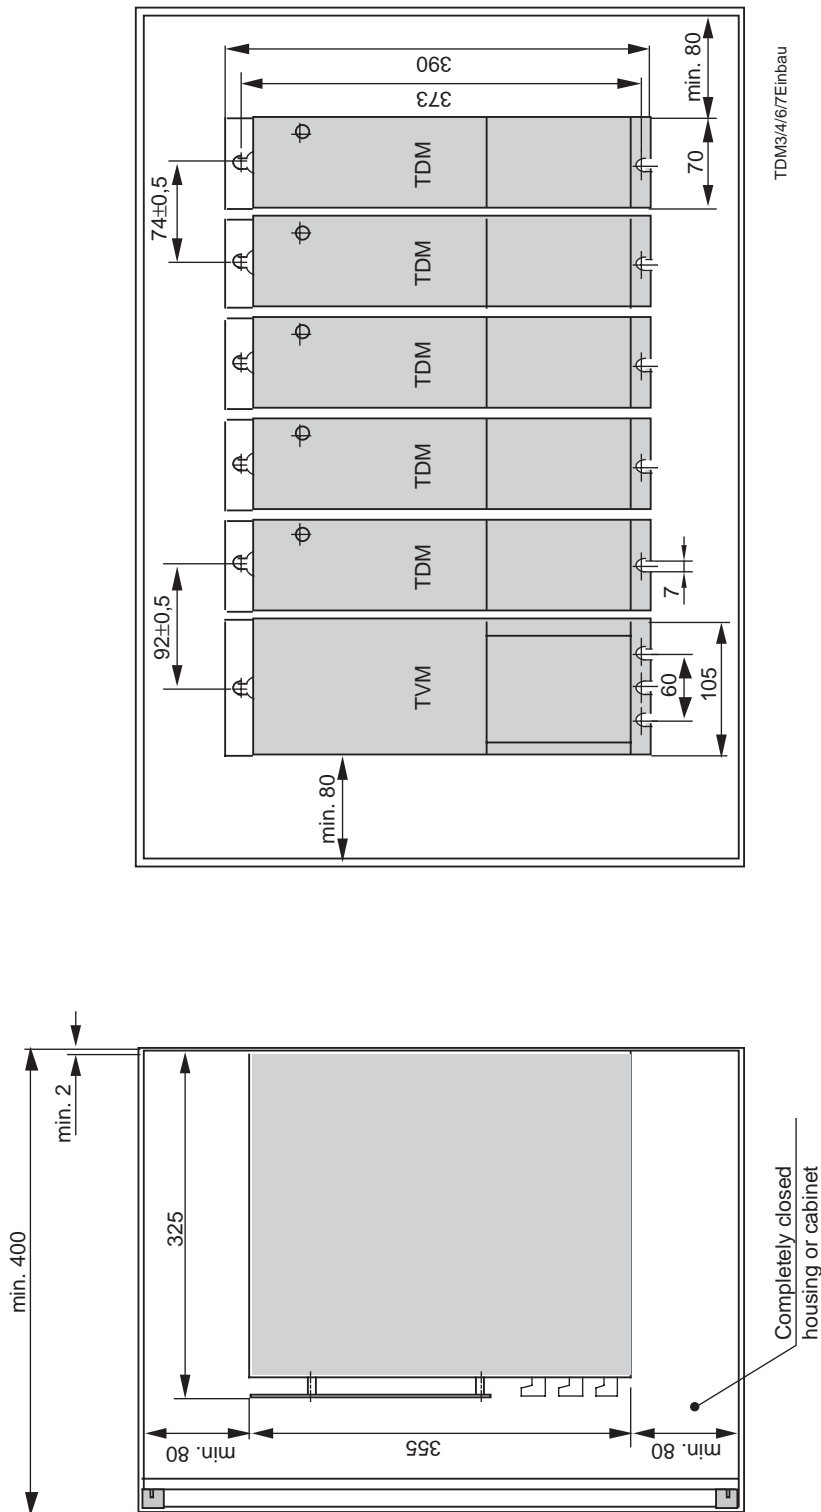 390
373
min. 80
70
74±0,5
TDM
TDM
TDM
TDM
TDM
TVM
92±0,5
7
60
105
min. 80
TDM3/4/6/7Einbau
min. 400
min. 2
325
min. 80
355
min. 80
Completely closed
housing or cabinet